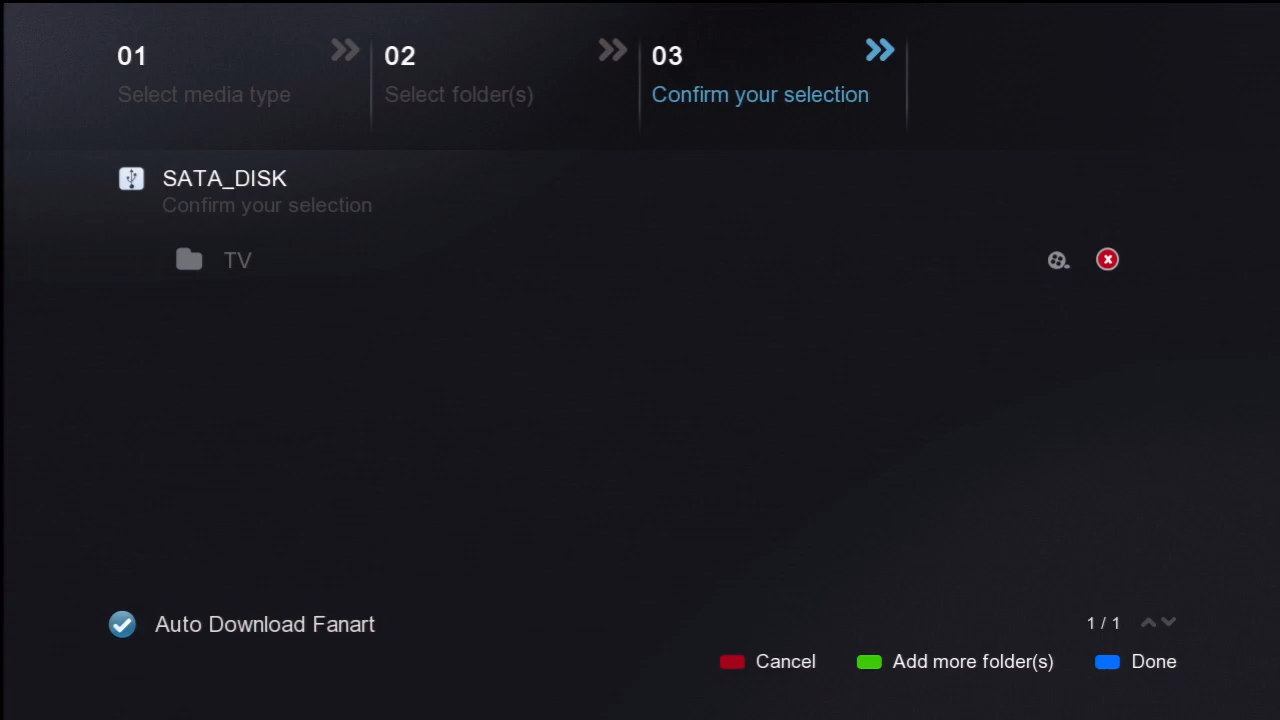 01
Select media type
02
Select folder(s)
03
Confirm your selection
SATA_DISK
Confirm your selection
TV
Auto Download Fanart
1 / 1
Cancel
Add more folder(s)
Done